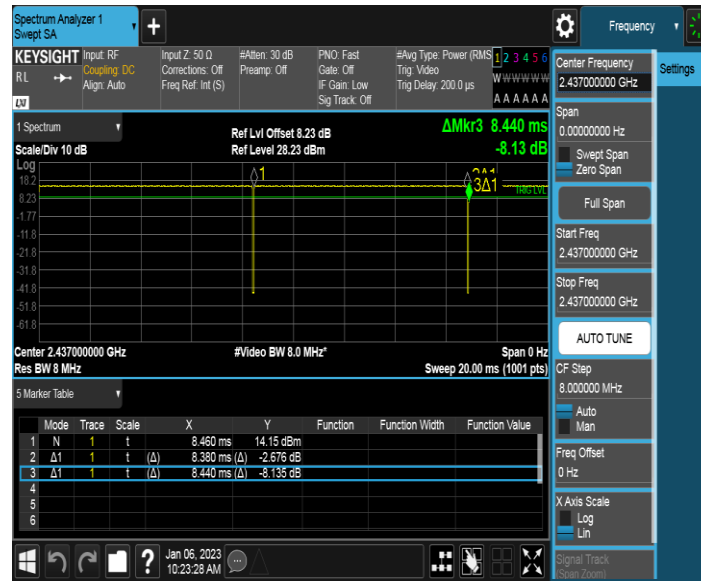 Spectrum Analyzer 1
Swept SA
+
Frequency
KEYSIGHT
RL
LXI
Input: RF
Coupling: DC
Align: Auto
Input Z: 50 Ω
Corrections: Off
Freq Ref: Int (S)
#Atten: 30 dB
Preamp: Off
PNO: Fast
Gate: Off
IF Gain: Low
Sig Track: Off
#Avg Type: Power (RMS
Trig: Video
Trig Delay: 200.0 µs
1 2 3 4 5 6
W W W W W W
A A A A A A
1 Spectrum
Scale/Div 10 dB
Ref Lvl Offset 8.23 dB
Ref Level 28.23 dBm
ΔMkr3 8.440 ms
-8.13 dB
Log
18.2
8.23
-1.77
-11.8
-21.8
-31.8
-41.8
-51.8
-61.8
1
3Δ1
TRIG LVL
Center 2.437000000 GHz
Res BW 8 MHz
#Video BW 8.0 MHz*
Span 0 Hz
Sweep 20.00 ms (1001 pts)
5 Marker Table
Mode Trace Scale X Y Function Function Width Function Value
1 N 1 t 8.460 ms 14.15 dBm
2 Δ1 1 t (Δ) 8.380 ms (Δ) -2.676 dB
3 Δ1 1 t (Δ) 8.440 ms (Δ) -8.135 dB
4
5
6
Jan 06, 2023
10:23:28 AM
Center Frequency
2.437000000 GHz
Span
0.00000000 Hz
Swept Span
Zero Span
Full Span
Start Freq
2.437000000 GHz
Stop Freq
2.437000000 GHz
AUTO TUNE
CF Step
8.000000 MHz
Auto
Man
Freq Offset
0 Hz
X Axis Scale
Log
Lin
Signal Track
(Span Zoom)
Settings